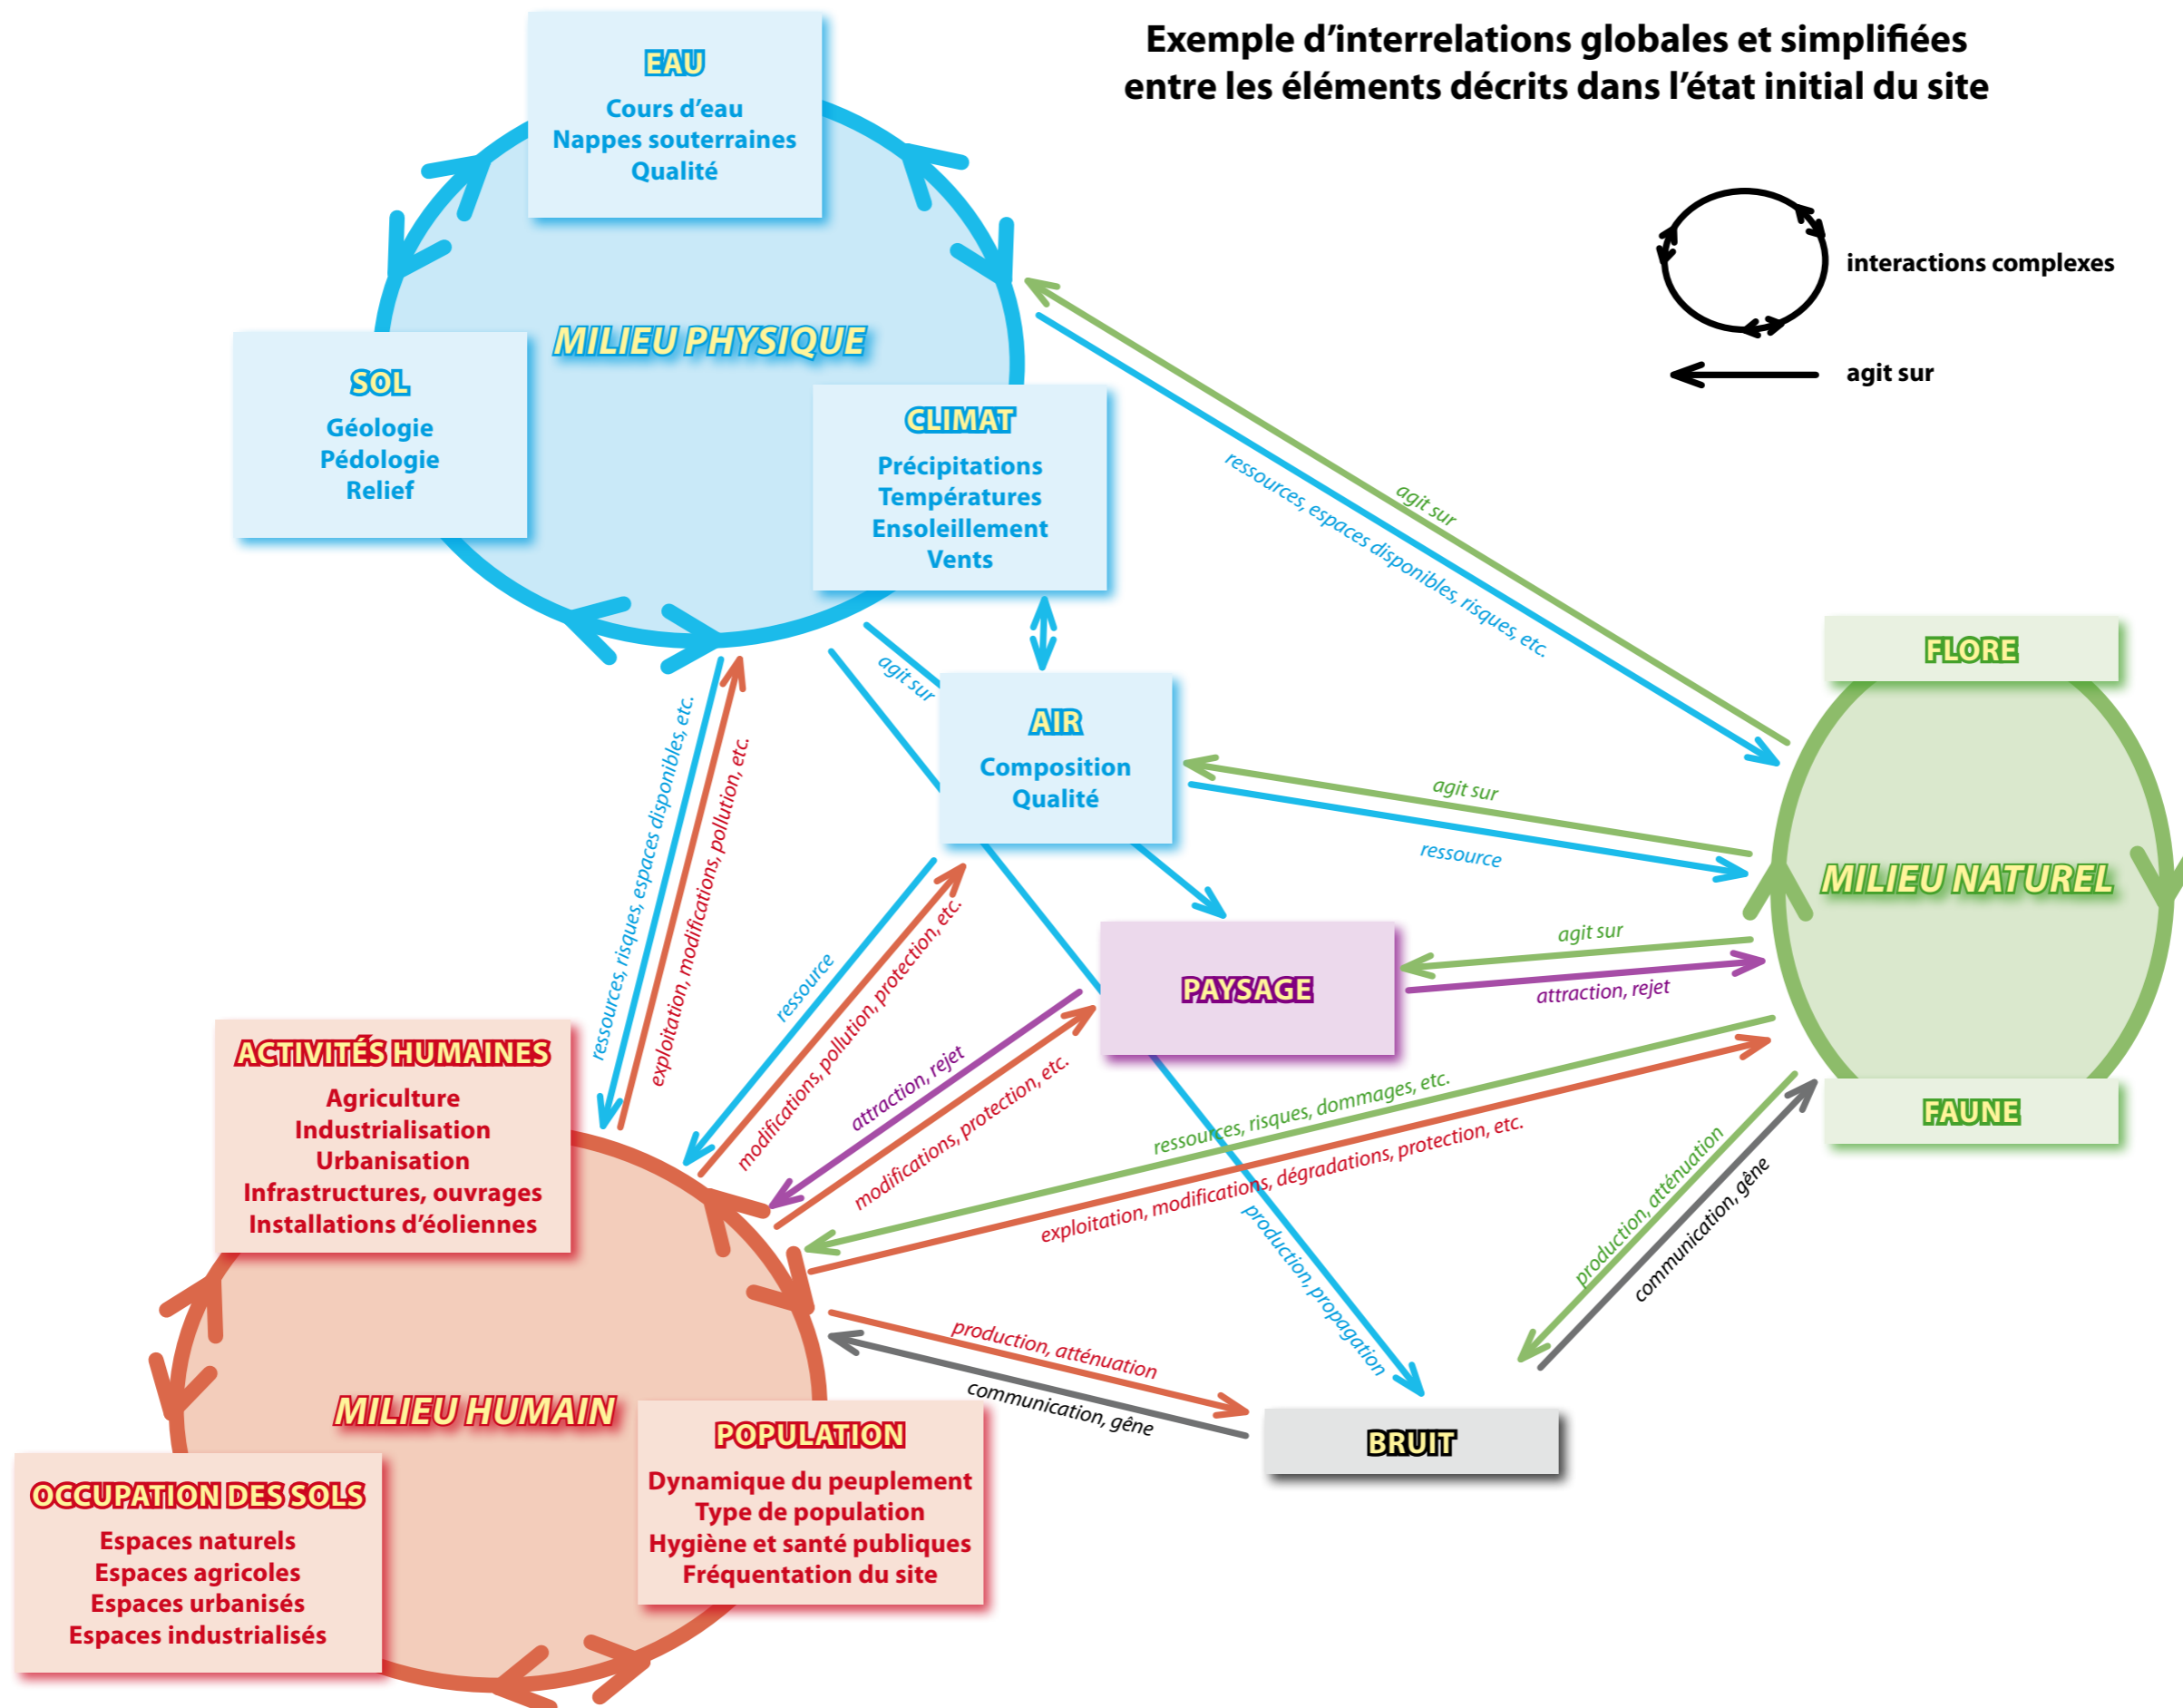 Exemple d’interrelations globales et simplifiées
entre les éléments décrits dans l’état initial du site
interactions complexes
agit sur
EAU
Cours d’eau
Nappes souterraines
Qualité
MILIEU PHYSIQUE
SOL
Géologie
Pédologie
Relief
CLIMAT
Précipitations
Températures
Ensoleillement
Vents
agit sur
ressources, espaces disponibles, risques, etc.
agit sur
AIR
Composition
Qualité
agit sur
ressource
FLORE
MILIEU NATUREL
FAUNE
agit sur
attraction, rejet
PAYSAGE
ressources, risques, espaces disponibles, etc.
exploitation, modifications, pollution, etc.
ressource
modifications, pollution, protection, etc.
attraction, rejet
modifications, protection, etc.
ressources, risques, dommages, etc.
exploitation, modifications, dégradations, protection, etc.
production, propagation
production, atténuation
communication, gêne
production, atténuation
communication, gêne
BRUIT
ACTIVITÉS HUMAINES
Agriculture
Industrialisation
Urbanisation
Infrastructures, ouvrages
Installations d’éoliennes
MILIEU HUMAIN
POPULATION
Dynamique du peuplement
Type de population
Hygiène et santé publiques
Fréquentation du site
OCCUPATION DES SOLS
Espaces naturels
Espaces agricoles
Espaces urbanisés
Espaces industrialisés